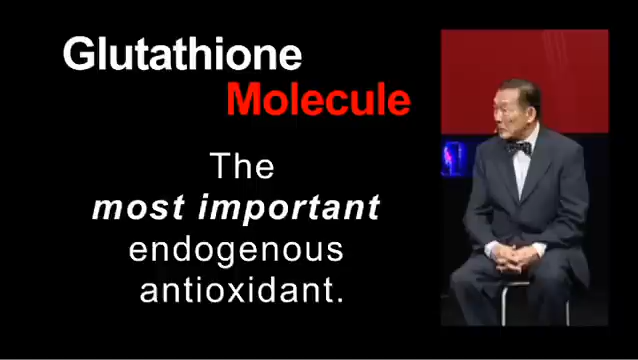 Glutathione
Molecule
The
most important
endogenous
antioxidant.